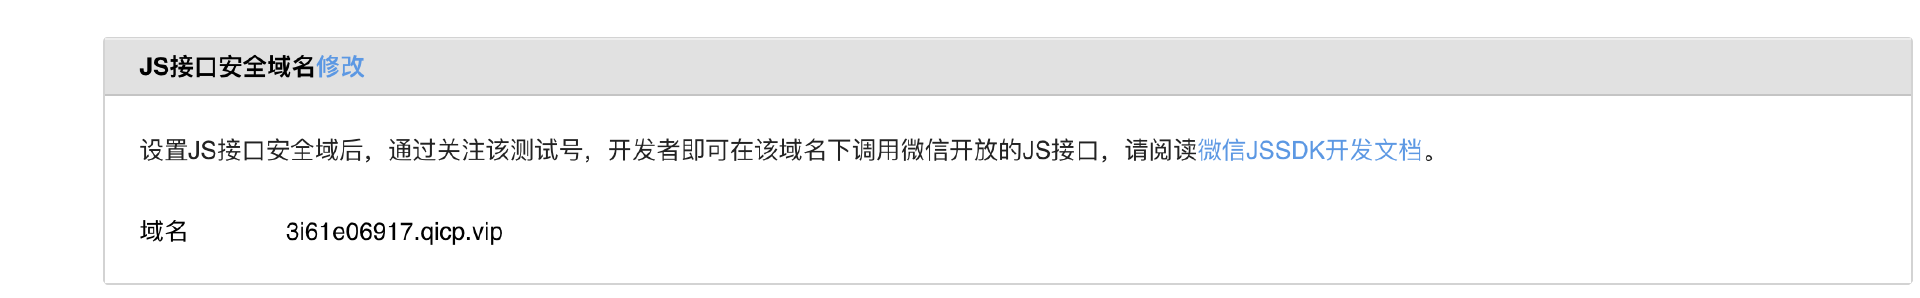 JS接口安全域名修改
设置JS接口安全域后，通过关注该测试号，开发者即可在该域名下调用微信开放的JS接口，请阅读微信JSSDK开发文档。
域名 3i61e06917.qicp.vip